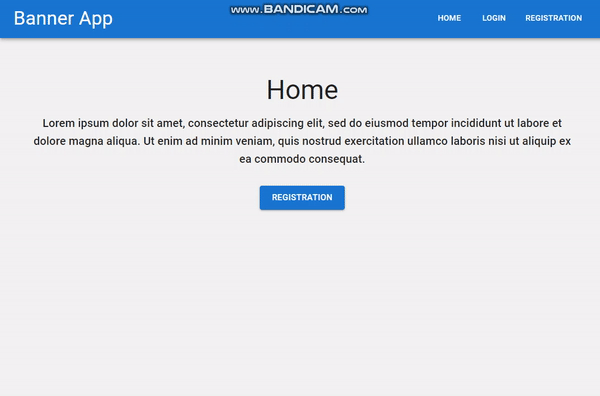 Banner App
www.BANDICAM.com
HOME
LOGIN
REGISTRATION
Home
Lorem ipsum dolor sit amet, consectetur adipiscing elit, sed do eiusmod tempor incididunt ut labore et
dolore magna aliqua. Ut enim ad minim veniam, quis nostrud exercitation ullamco laboris nisi ut aliquip ex
ea commodo consequat.
REGISTRATION